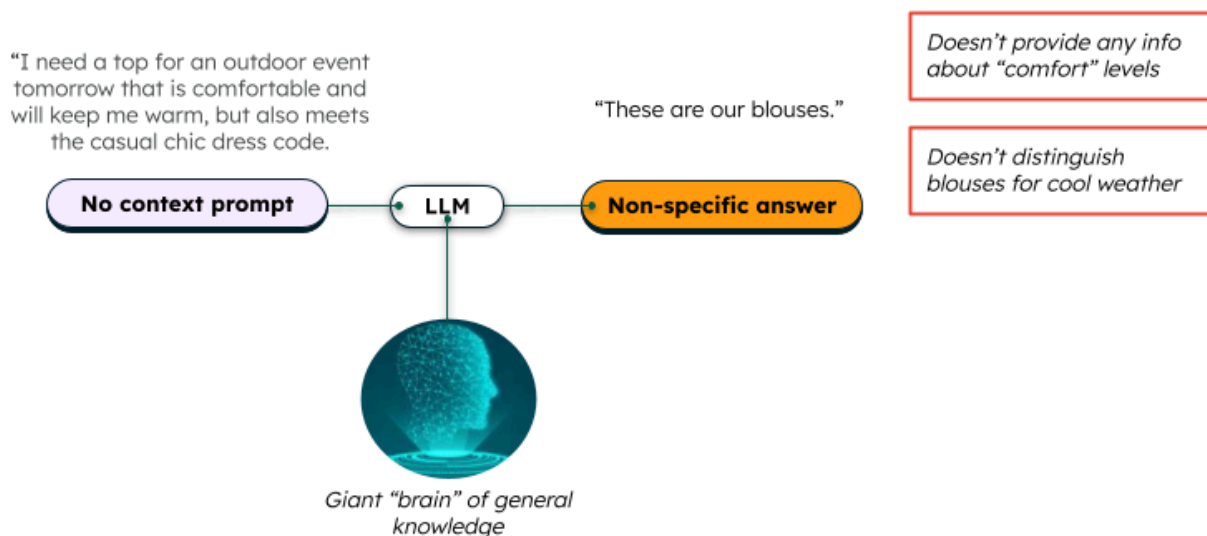 “I need a top for an outdoor event
tomorrow that is comfortable and
will keep me warm, but also meets
the casual chic dress code.
No context prompt
LLM
“These are our blouses.”
Non-specific answer
Doesn’t provide any info
about “comfort” levels
Doesn’t distinguish
blouses for cool weather
Giant “brain” of general
knowledge